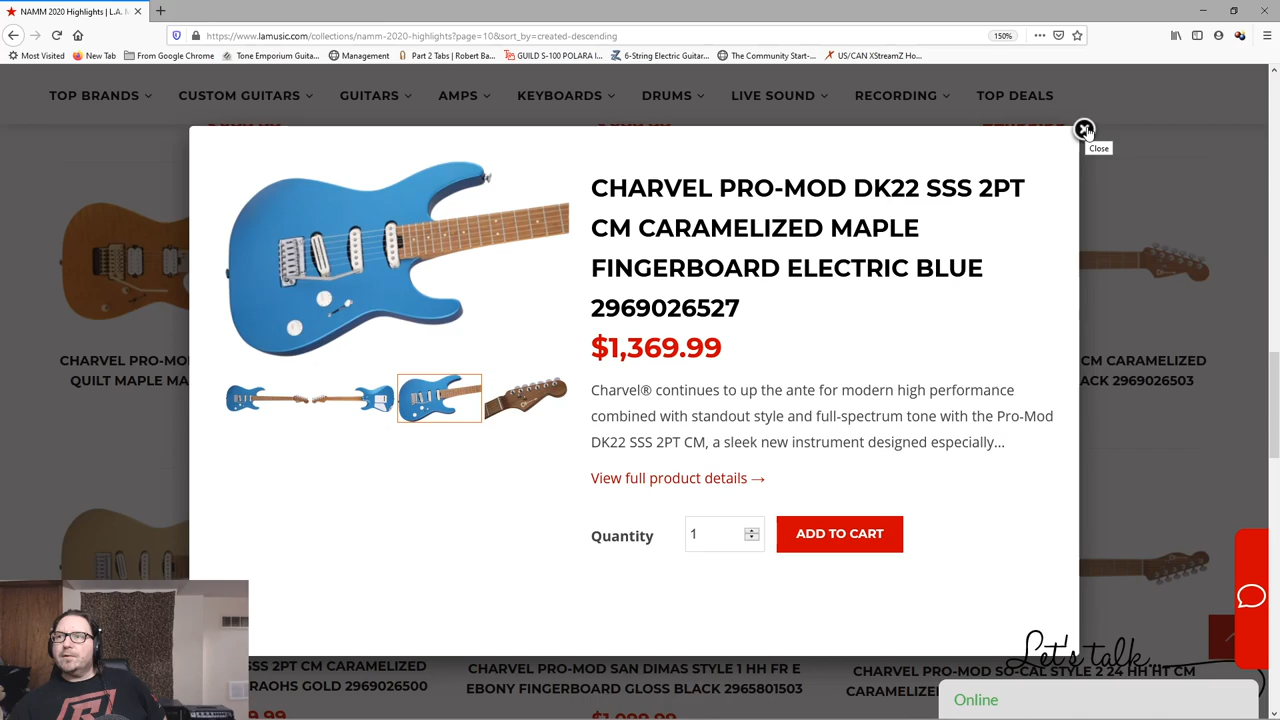 NAMM 2020 Highlights | L.A. M
https://www.lamusic.com/collections/namm-2020-highlights?page=10&sort_by=created-descending
150%
Most Visited
New Tab
From Google Chrome
Tone Emporium Guita...
Management
Part 2 Tabs | Robert Ba...
GUILD S-100 POLARA I...
6-String Electric Guitar...
The Community Start-...
US/CAN XStreamZ Ho...
TOP BRANDS
CUSTOM GUITARS
GUITARS
AMPS
KEYBOARDS
DRUMS
LIVE SOUND
RECORDING
TOP DEALS
Close
CHARVEL PRO-MOD DK22 SSS 2PT
CM CARAMELIZED MAPLE
FINGERBOARD ELECTRIC BLUE
2969026527
$1,369.99
Charvel® continues to up the ante for modern high performance
combined with standout style and full-spectrum tone with the Pro-Mod
DK22 SSS 2PT CM, a sleek new instrument designed especially...
View full product details →
Quantity
1
ADD TO CART
CHARVEL PRO-MO
QUILT MAPLE MA
CM CARAMELIZED
ACK 2969026503
SSS 2PT CM CARAMELIZED
RAOHS GOLD 2969026500
CHARVEL PRO-MOD SAN DIMAS STYLE 1 HH FR E
EBONY FINGERBOARD GLOSS BLACK 2965801503
CHARVEL PRO-MOD SO-CAL STYLE 2 24 HH HT CM
CARAMELIZED
Let's talk...
Online